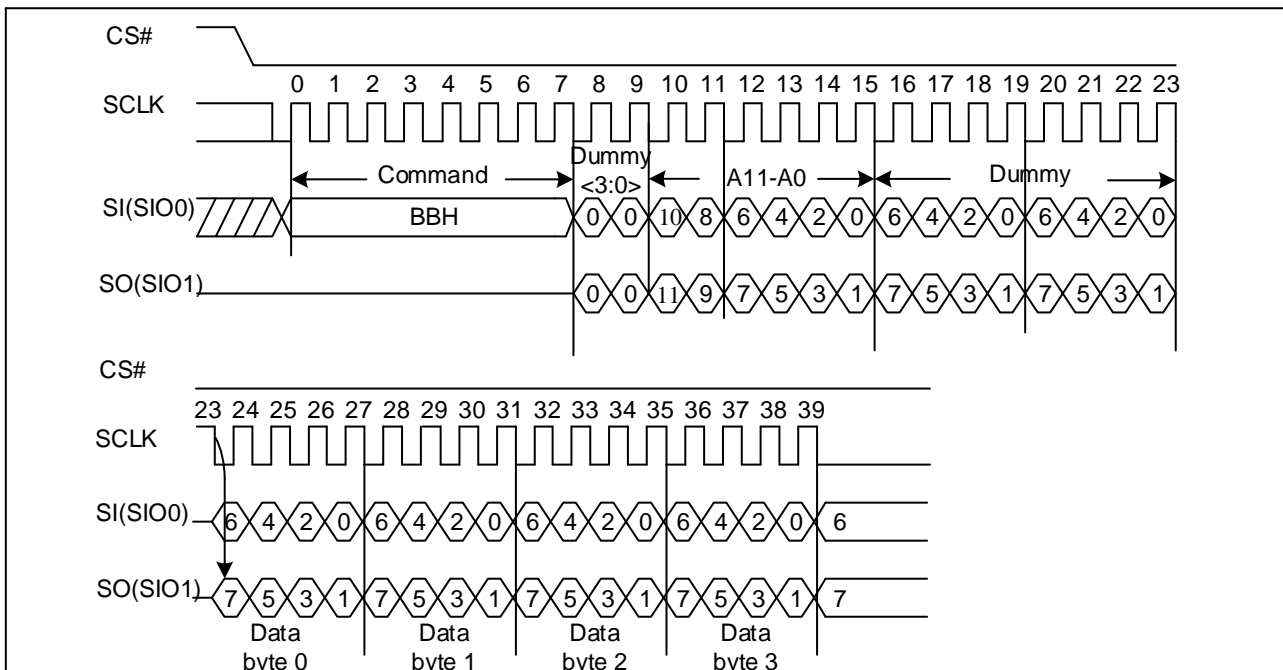 CS#
0 1 2 3 4 5 6 7 8 9 10 11 12 13 14 15 16 17 18 19 20 21 22 23
SCLK
Dummy
Command <3:0> A11-A0 Dummy
SI(SIO0) BBH 0 0 10 8 6 4 2 0 6 4 2 0 6 4 2 0
SO(SIO1) 0 0 11 9 7 5 3 1 7 5 3 1 7 5 3 1
CS#
23 24 25 26 27 28 29 30 31 32 33 34 35 36 37 38 39
SCLK
SI(SIO0) 6 4 2 0 6 4 2 0 6 4 2 0 6 4 2 0 6
SO(SIO1) 7 5 3 1 7 5 3 1 7 5 3 1 7 5 3 1 7
Data Data Data Data
byte 0 byte 1 byte 2 byte 3